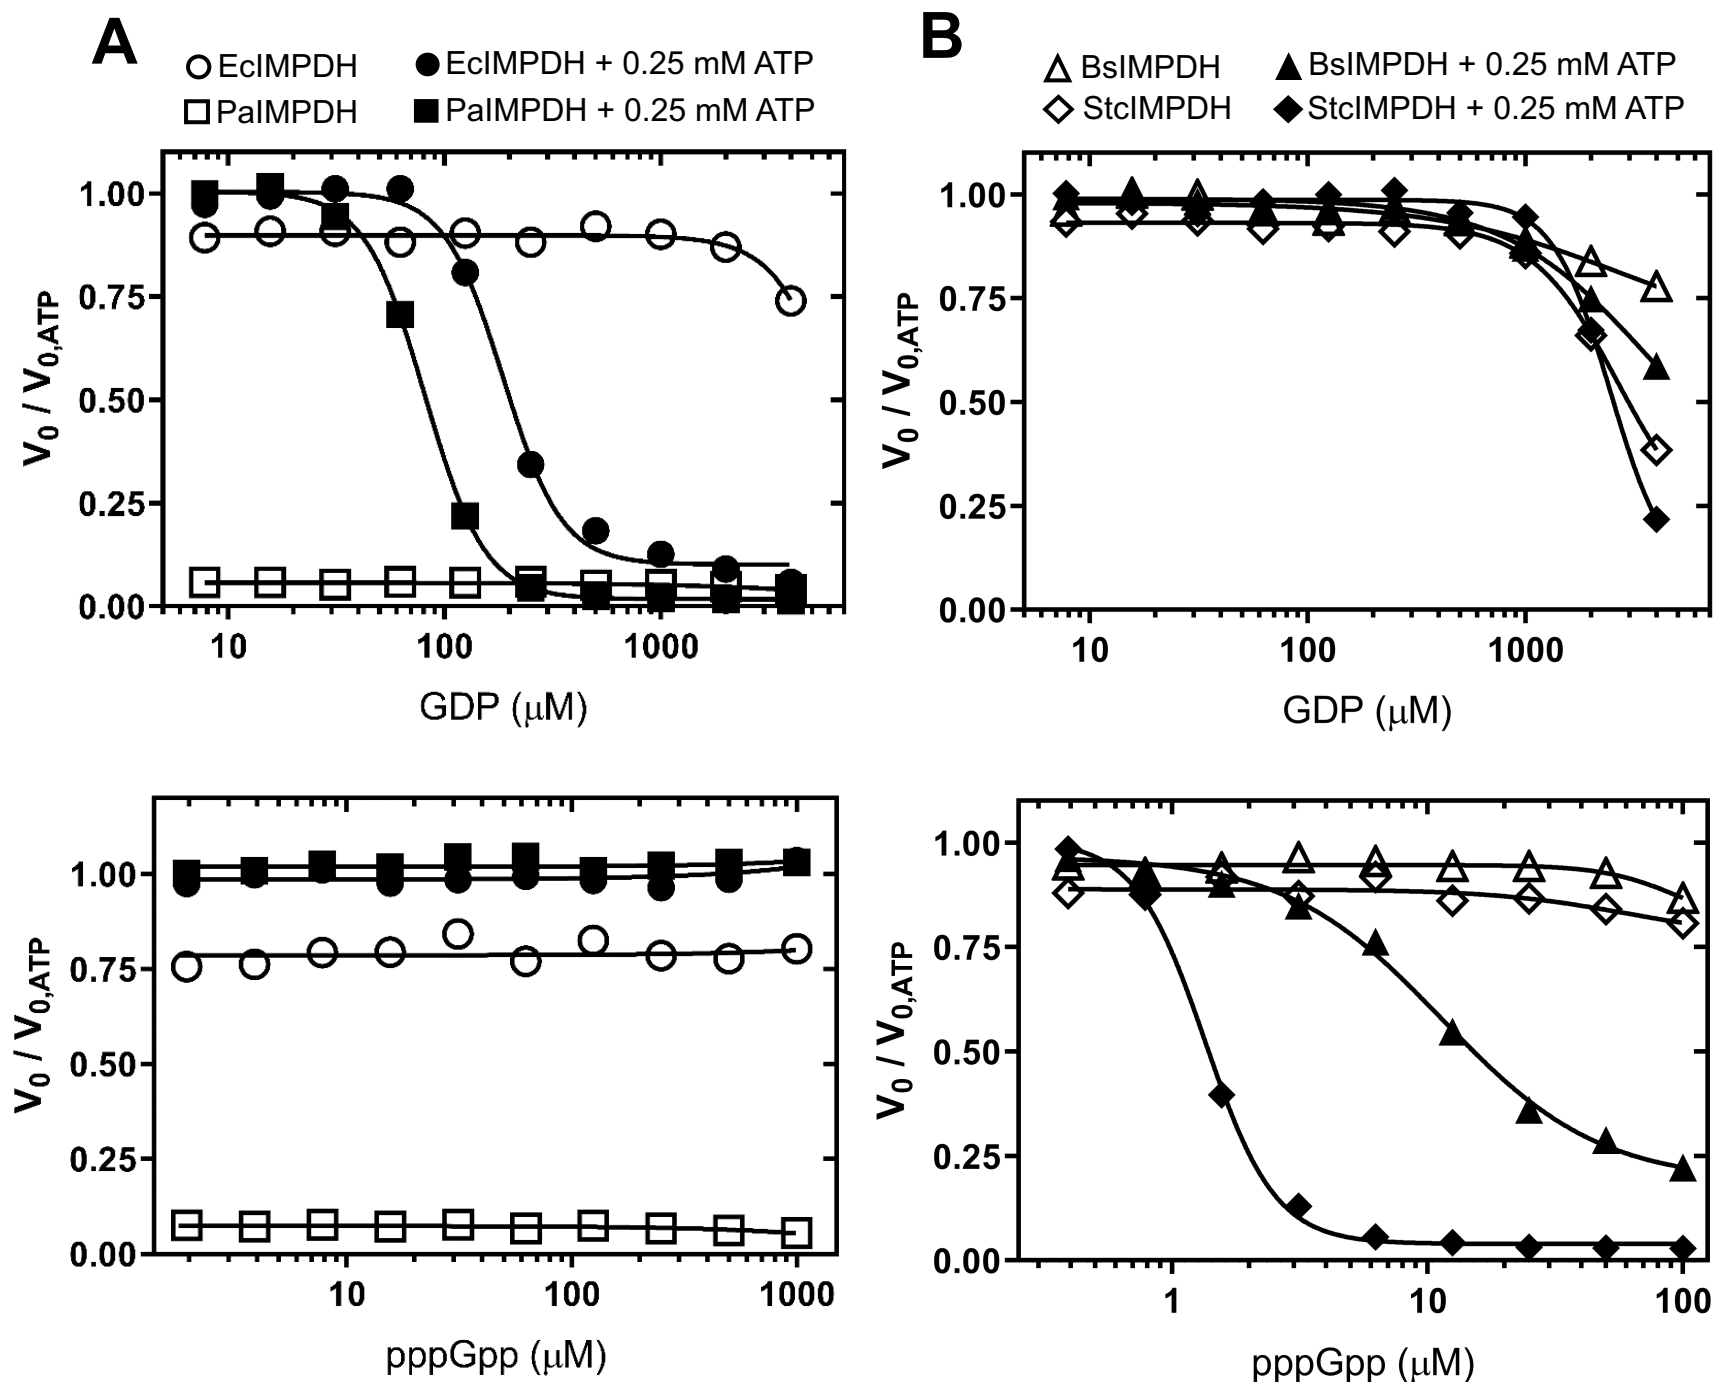 A
EcIMPDH
EcIMPDH + 0.25 mM ATP
PaIMPDH
PaIMPDH + 0.25 mM ATP
1.00
0.75
0.50
0.25
0.00
V0 / V0,ATP
10 100 1000
GDP (μM)
B
BsIMPDH
BsIMPDH + 0.25 mM ATP
StcIMPDH
StcIMPDH + 0.25 mM ATP
1.00
0.75
0.50
0.25
0.00
V0 / V0,ATP
10 100 1000
GDP (μM)
1.00
0.75
0.50
0.25
0.00
V0 / V0,ATP
10 100 1000
pppGpp (μM)
1.00
0.75
0.50
0.25
0.00
V0 / V0,ATP
1 10 100
pppGpp (μM)